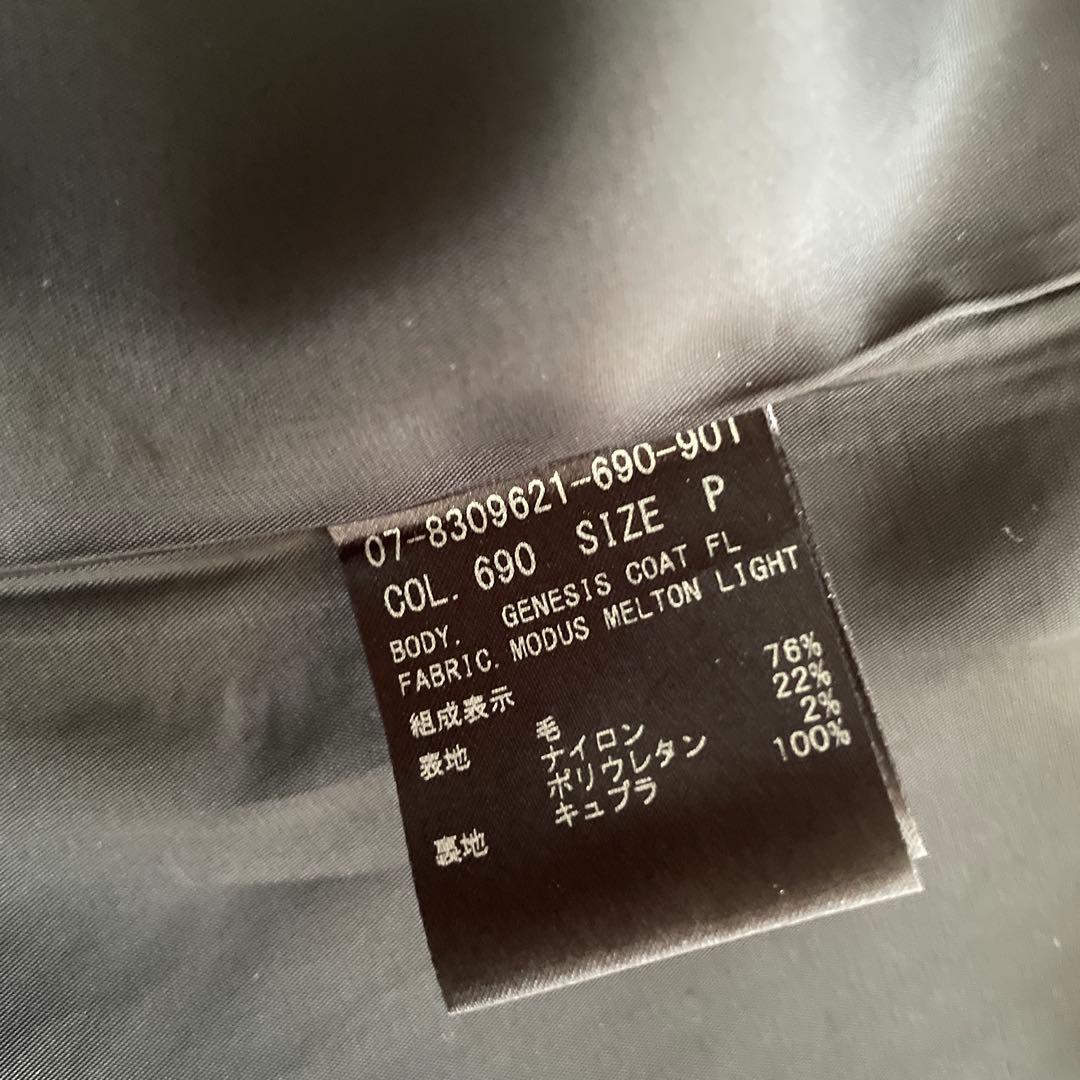 07-8309621-690-901
COL. 690 SIZE P
BODY. GENESIS COAT FL
FABRIC. MODUS MELTON LIGHT
組成表示
表地 毛 76%
ナイロン 22%
ポリウレタン 2%
裏地 キュプラ 100%